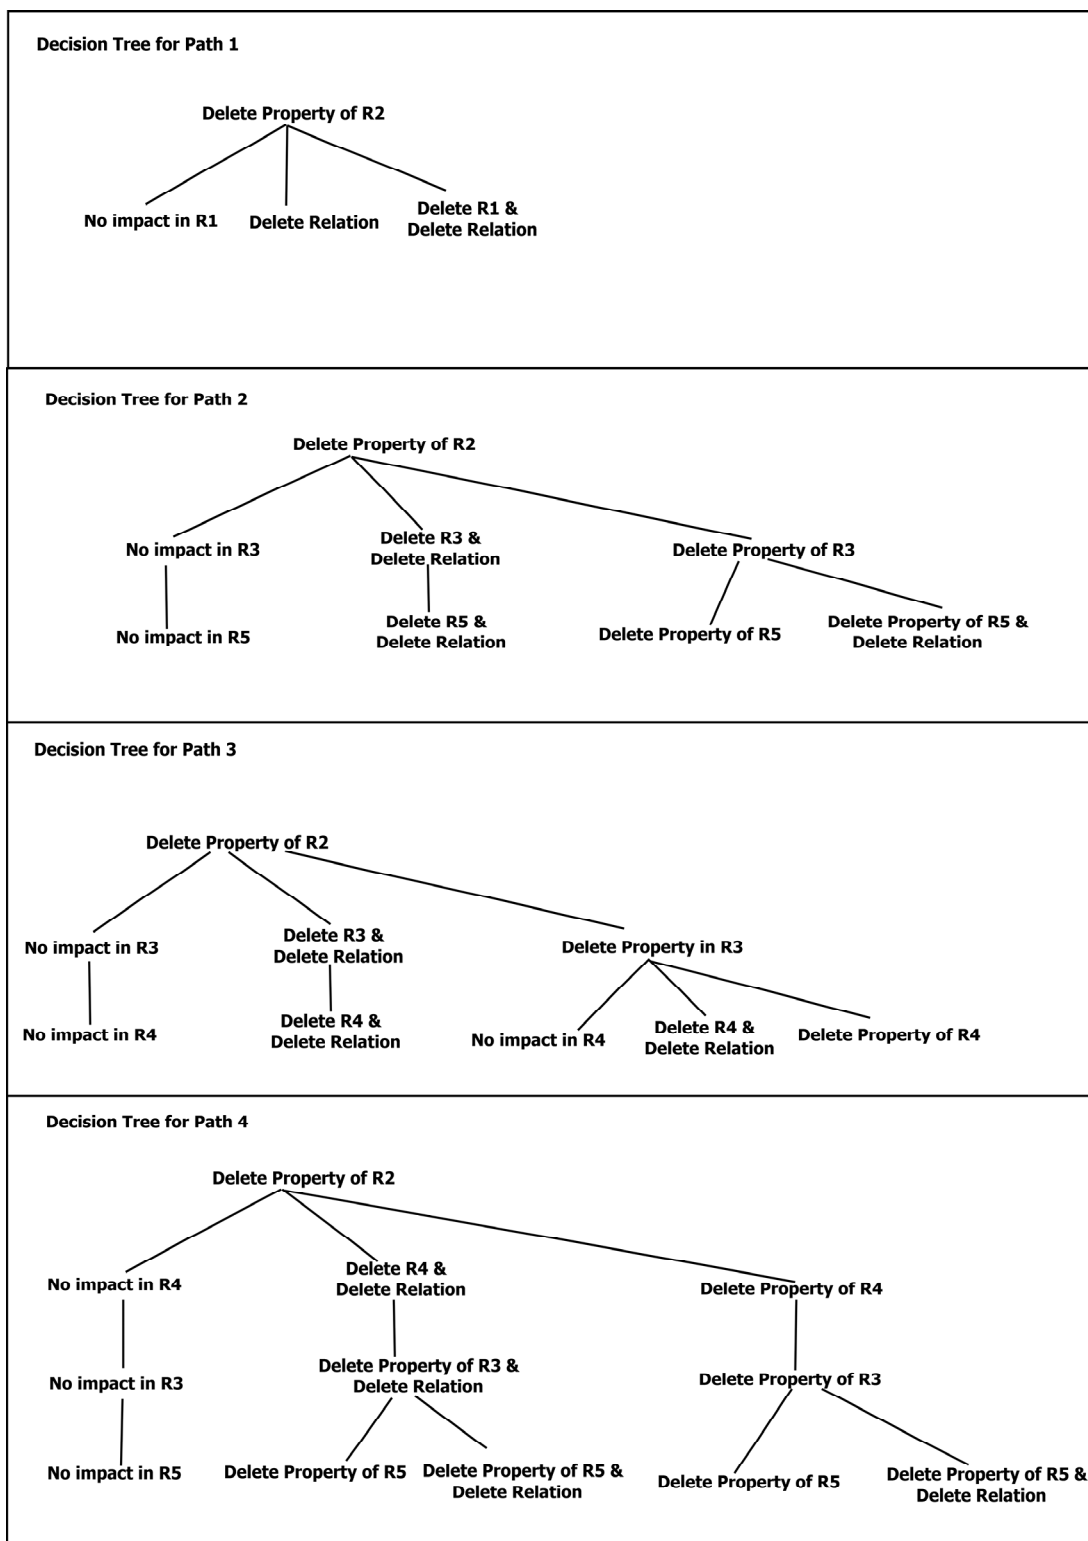 Decision Tree for Path 1
Delete Property of R2
No impact in R1
Delete Relation
Delete R1 &
Delete Relation
Decision Tree for Path 2
Delete Property of R2
No impact in R3
Delete R3 &
Delete Relation
Delete Property of R3
No impact in R5
Delete R5 &
Delete Relation
Delete Property of R5
Delete Property of R5 &
Delete Relation
Decision Tree for Path 3
Delete Property of R2
No impact in R3
Delete R3 &
Delete Relation
Delete Property in R3
No impact in R4
Delete R4 &
Delete Relation
No impact in R4
Delete R4 &
Delete Relation
Delete Property of R4
Decision Tree for Path 4
Delete Property of R2
No impact in R4
Delete R4 &
Delete Relation
Delete Property of R4
No impact in R3
Delete Property of R3 &
Delete Relation
Delete Property of R3
No impact in R5
Delete Property of R5
Delete Property of R5 &
Delete Relation
Delete Property of R5
Delete Property of R5 &
Delete Relation